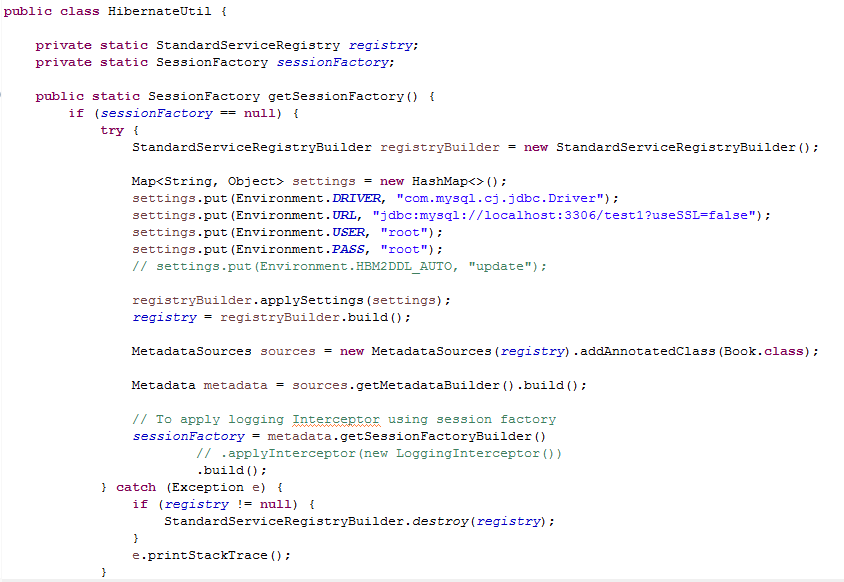 public class HibernateUtil {
private static StandardServiceRegistry registry;
private static SessionFactory sessionFactory;
public static SessionFactory getSessionFactory() {
if (sessionFactory == null) {
try {
StandardServiceRegistryBuilder registryBuilder = new StandardServiceRegistryBuilder();
Map<String, Object> settings = new HashMap<>();
settings.put(Environment.DRIVER, "com.mysql.cj.jdbc.Driver");
settings.put(Environment.URL, "jdbc:mysql://localhost:3306/test1?useSSL=false");
settings.put(Environment.USER, "root");
settings.put(Environment.PASS, "root");
// settings.put(Environment.HBM2DDL_AUTO, "update");
registryBuilder.applySettings(settings);
registry = registryBuilder.build();
MetadataSources sources = new MetadataSources(registry).addAnnotatedClass(Book.class);
Metadata metadata = sources.getMetadataBuilder().build();
// To apply logging Interceptor using session factory
sessionFactory = metadata.getSessionFactoryBuilder()
// .applyInterceptor(new LoggingInterceptor())
.build();
} catch (Exception e) {
if (registry != null) {
StandardServiceRegistryBuilder.destroy(registry);
}
e.printStackTrace();
}